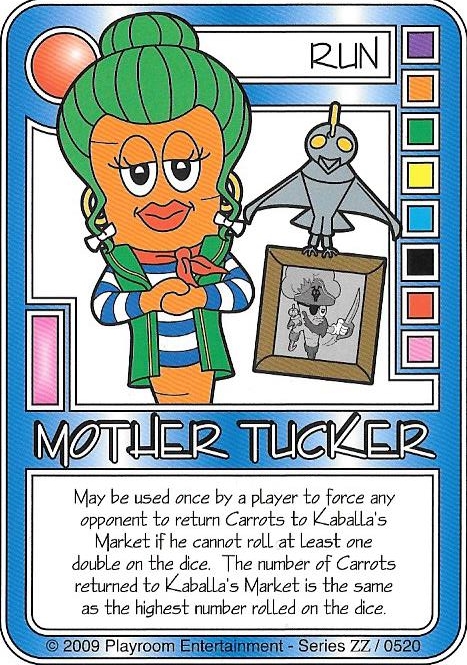 RUN
MOTHER TUCKER
May be used once by a player to force any
opponent to return Carrots to Kaballa's
Market if he cannot roll at least one
double on the dice. The number of Carrots
returned to Kaballa's Market is the same
as the highest number rolled on the dice.
© 2009 Playroom Entertainment - Series ZZ / 0520